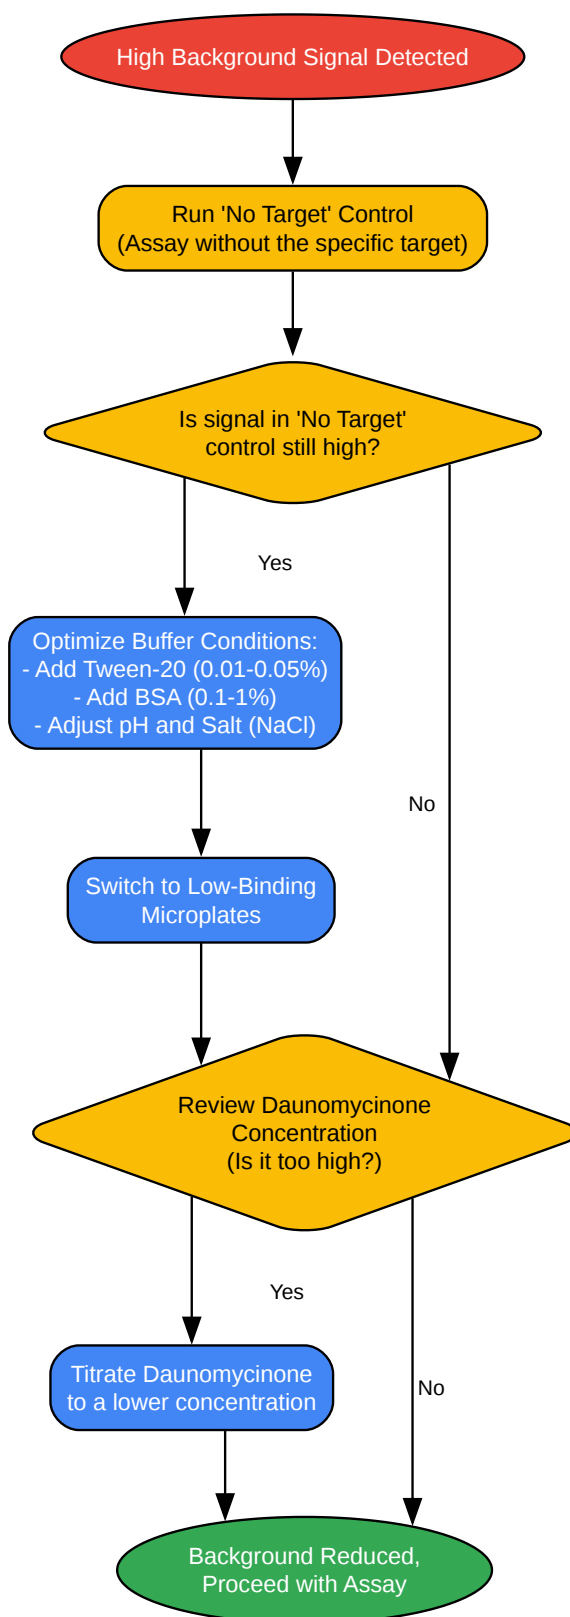 High Background Signal Detected
Run 'No Target' Control
(Assay without the specific target)
Is signal in 'No Target'
control still high?
Yes
Optimize Buffer Conditions:
- Add Tween-20 (0.01-0.05%)
- Add BSA (0.1-1%)
- Adjust pH and Salt (NaCl)
No
Switch to Low-Binding
Microplates
Review Daunomycinone
Concentration
(Is it too high?)
Yes
Titrate Daunomycinone
to a lower concentration
No
Background Reduced,
Proceed with Assay